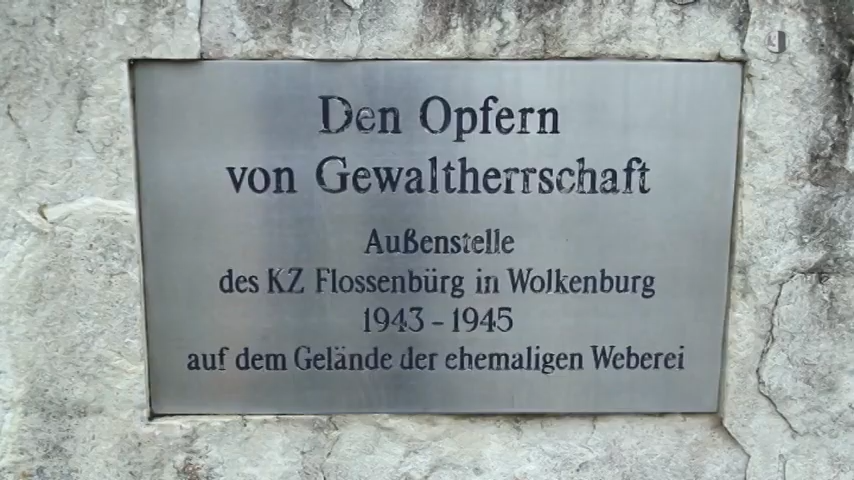 Den Opfern
von Gewaltherrschaft
Außenstelle
des KZ Flossenbürg in Wolkenburg
1943 - 1945
auf dem Gelände der ehemaligen Weberei